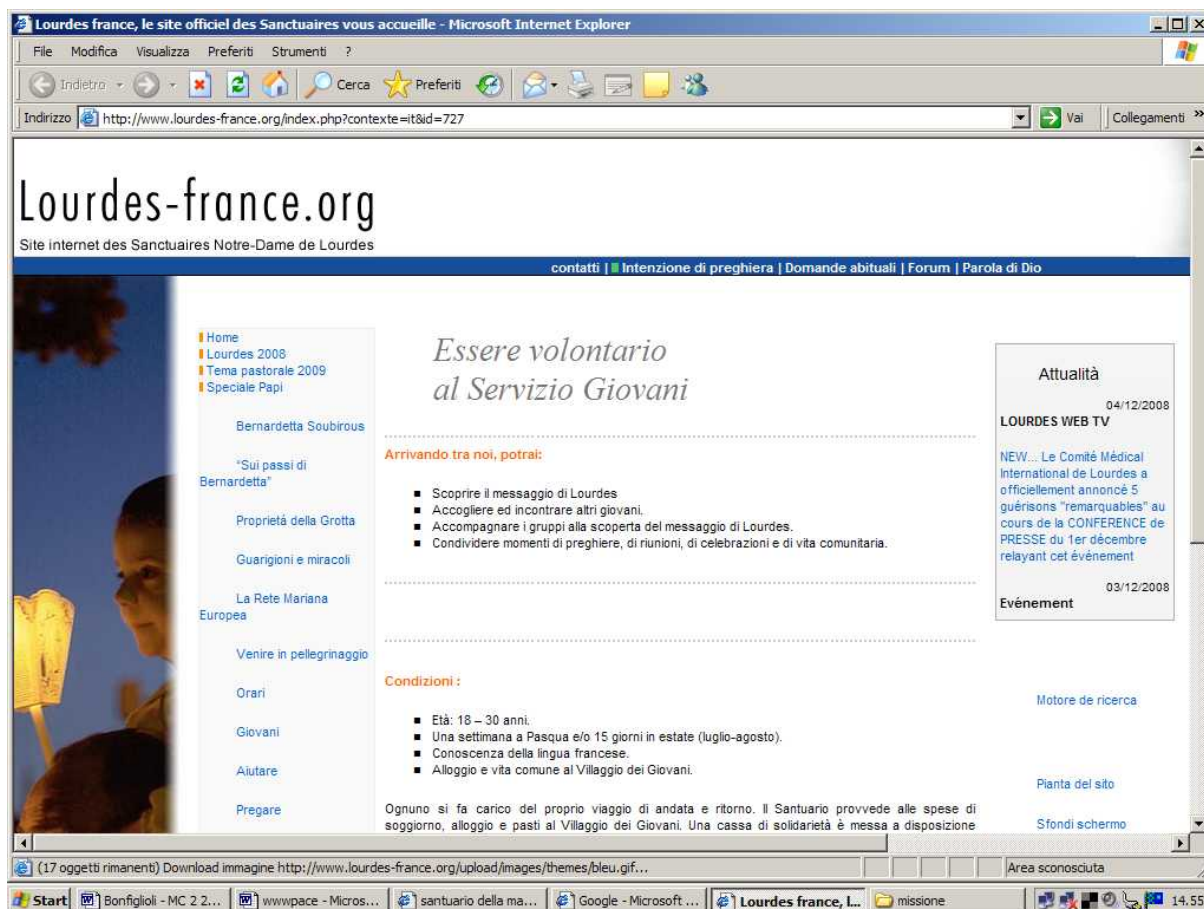 Lourdes france, le site officiel des Sanctuaires vous accueille - Microsoft Internet Explorer
File Modifica Visualizza Preferiti Strumenti ?
Indietro Cerca Preferiti
Indirizzo http://www.lourdes-france.org/index.php?contexte=it&id=727 Vai Collegamenti »
Lourdes-france.org
Site internet des Sanctuaires Notre-Dame de Lourdes
contatti | Intenzione di preghiera | Domande abituali | Forum | Parola di Dio
Home
Lourdes 2008
Tema pastorale 2009
Speciale Papi
Bernardetta Soubirous
"Sui passi di
Bernardetta"
Proprietá della Grotta
Guarigioni e miracoli
La Rete Mariana
Europea
Venire in pellegrinaggio
Orari
Giovani
Aiutare
Pregare
Essere volontario
al Servizio Giovani
Arrivando tra noi, potrai:
Scoprire il messaggio di Lourdes
Accogliere ed incontrare altri giovani.
Accompagnare i gruppi alla scoperta del messaggio di Lourdes.
Condividere momenti di preghiere, di riunioni, di celebrazioni e di vita comunitaria.
Condizioni :
Età: 18 – 30 anni.
Una settimana a Pasqua e/o 15 giorni in estate (luglio-agosto).
Conoscenza della lingua francese.
Alloggio e vita comune al Villaggio dei Giovani.
Ognuno si fa carico del proprio viaggio di andata e ritorno. Il Santuario provvede alle spese di
soggiorno, alloggio e pasti al Villaggio dei Giovani. Una cassa di solidarietà è messa a disposizione
Attualità
04/12/2008
LOURDES WEB TV
NEW... Le Comité Médical
International de Lourdes a
officiellement annoncé 5
guérisons "remarquables" au
cours de la CONFERENCE de
PRESSE du 1er décembre
relayant cet événement
03/12/2008
Evénement
Motore de ricerca
Pianta del sito
Sfondi schermo
(17 oggetti rimanenti) Download immagine http://www.lourdes-france.org/upload/images/themes/bleu.gif... Area sconosciuta
Start Bonfiglioli - MC 2 2... wwwpace - Micros... santuario della ma... Google - Microsoft ... Lourdes france, l... missione